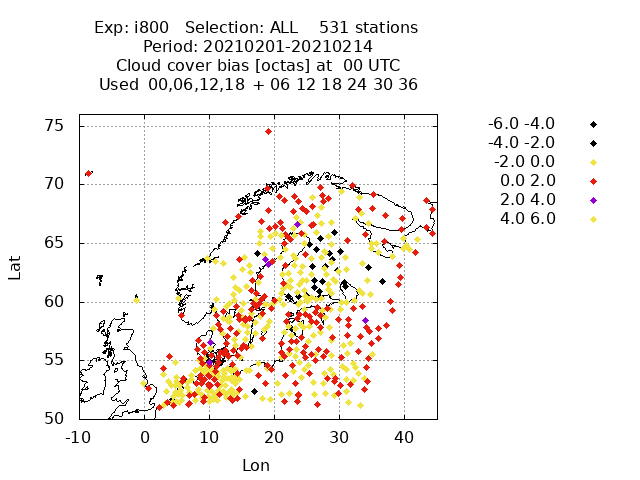 Exp: i800   Selection: ALL    531 stations
Period: 20210201-20210214
Cloud cover bias [octas] at  00 UTC
Used 00,06,12,18 + 06 12 18 24 30 36
-6.0 -4.0
-4.0 -2.0
-2.0 0.0
0.0 2.0
2.0 4.0
4.0 6.0
Lat
75
70
65
60
55
50
-10 0 10 20 30 40
Lon